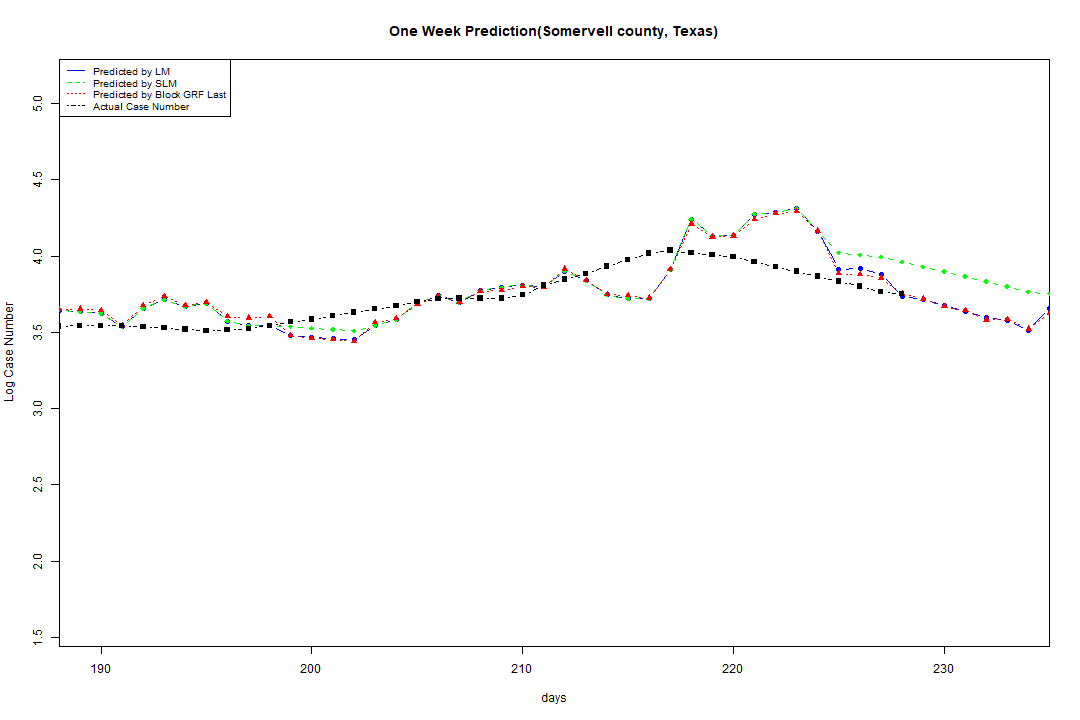 One Week Prediction(Somervell county, Texas)
Predicted by LM
Predicted by SLM
Predicted by Block GRF Last
Actual Case Number
5.0
4.5
4.0
3.5
3.0
2.5
2.0
1.5
Log Case Number
190 200 210 220 230
days